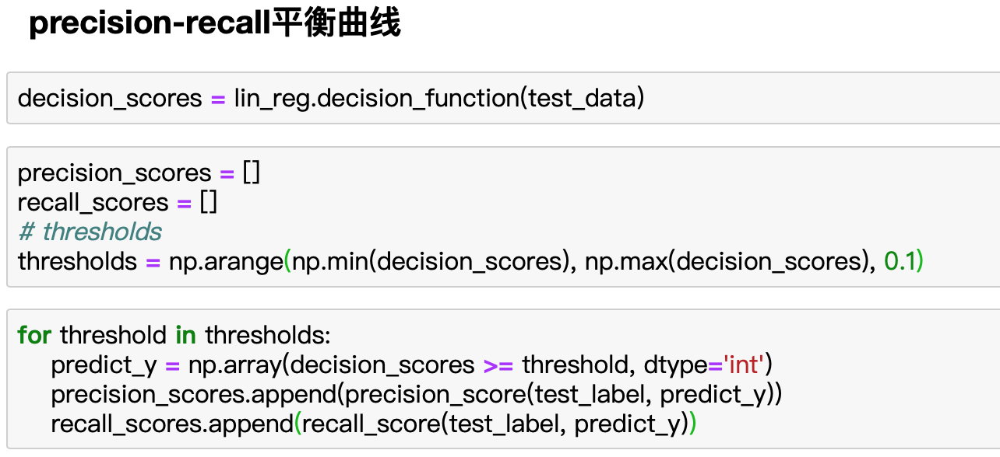 precision-recall平衡曲线
decision_scores = lin_reg.decision_function(test_data)
precision_scores = []
recall_scores = []
# thresholds
thresholds = np.arange(np.min(decision_scores), np.max(decision_scores), 0.1)
for threshold in thresholds:
    predict_y = np.array(decision_scores >= threshold, dtype='int')
    precision_scores.append(precision_score(test_label, predict_y))
    recall_scores.append(recall_score(test_label, predict_y))